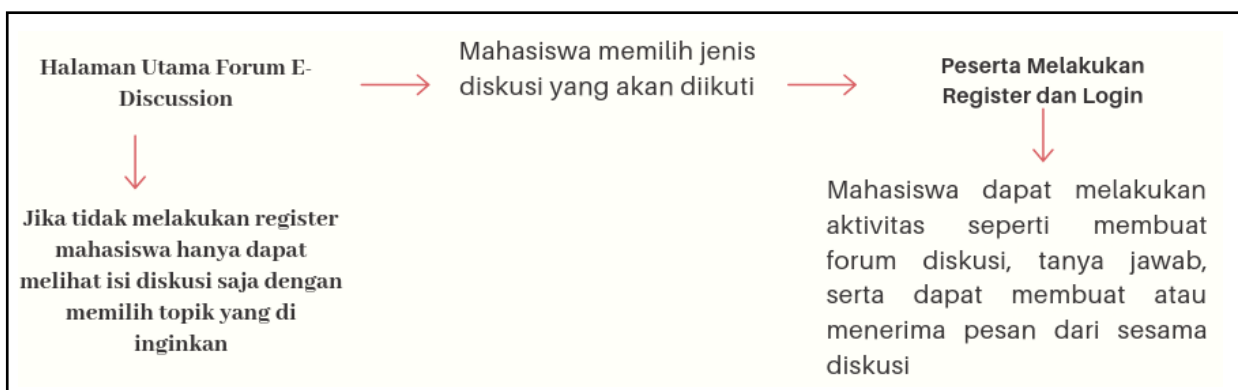 Halaman Utama Forum E-
Discussion
Mahasiswa memilih jenis
diskusi yang akan diikuti
Peserta Melakukan
Register dan Login
Jika tidak melakukan register
mahasiswa hanya dapat
melihat isi diskusi saja dengan
memilih topik yang di
inginkan
Mahasiswa dapat melakukan
aktivitas seperti membuat
forum diskusi, tanya jawab,
serta dapat membuat atau
menerima pesan dari sesama
diskusi